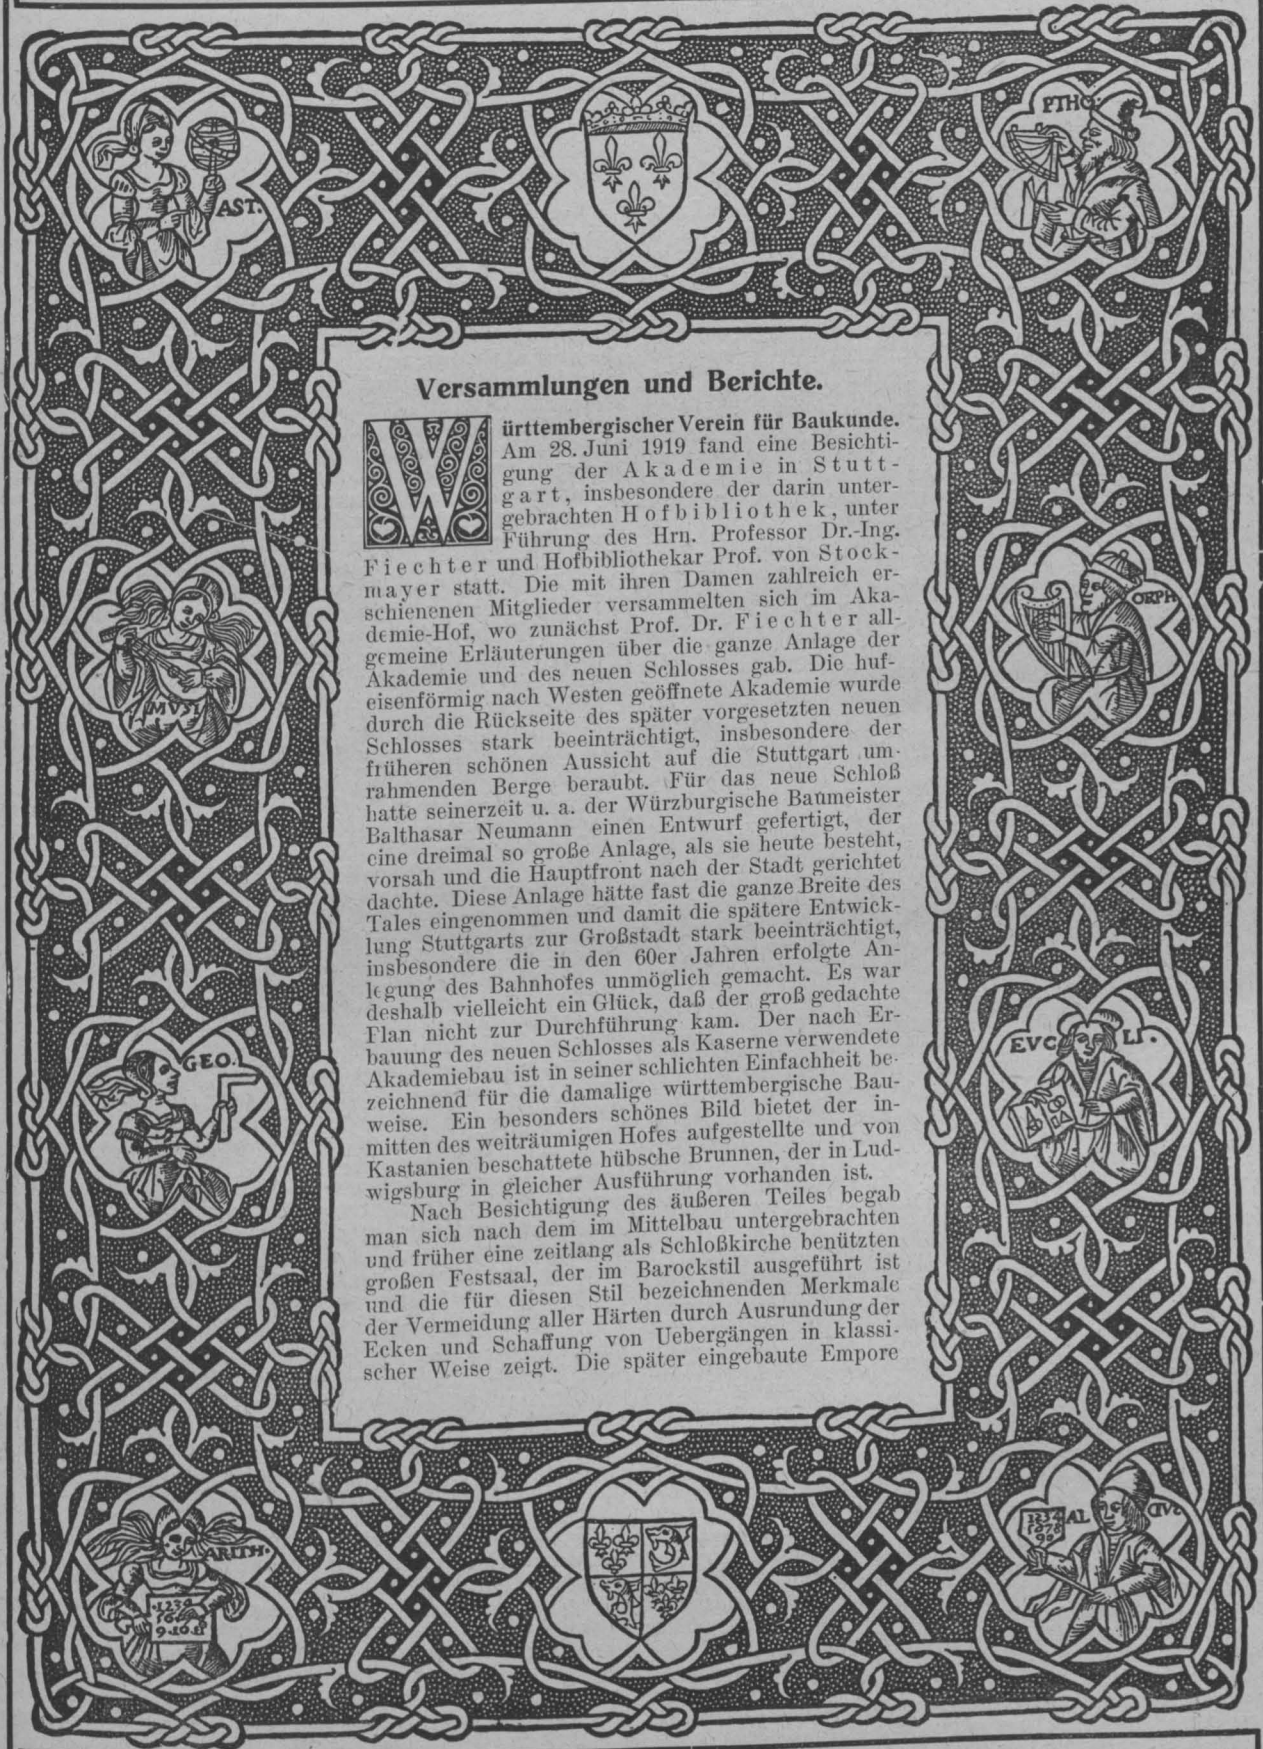 PTHO.
AST.
Versammlungen und Berichte.
Württembergischer Verein für Baukunde.
Am 28. Juni 1919 fand eine Besichti-
gung der Akademie in Stutt-
gart, insbesondere der darin unter-
gebrachten Hofbibliothek, unter
Führung des Hrn. Professor Dr.-Ing.
Fiechter und Hofbibliothekar Prof. von Stock-
mayer statt. Die mit ihren Damen zahlreich er-
schienenen Mitglieder versammelten sich im Aka-
demie-Hof, wo zunächst Prof. Dr. Fiechter all-
gemeine Erläuterungen über die ganze Anlage der
Akademie und des neuen Schlosses gab. Die huf-
eisenförmig nach Westen geöffnete Akademie wurde
durch die Rückseite des später vorgesetzten neuen
Schlosses stark beeinträchtigt, insbesondere der
früheren schönen Aussicht auf die Stuttgart um-
rahmenden Berge beraubt. Für das neue Schloß
hatte seinerzeit u. a. der Würzburgische Baumeister
Balthasar Neumann einen Entwurf gefertigt, der
eine dreimal so große Anlage, als sie heute besteht,
vorsah und die Hauptfront nach der Stadt gerichtet
dachte. Diese Anlage hätte fast die ganze Breite des
Tales eingenommen und damit die spätere Entwick-
lung Stuttgarts zur Großstadt stark beeinträchtigt,
insbesondere die in den 60er Jahren erfolgte An-
legung des Bahnhofes unmöglich gemacht. Es war
deshalb vielleicht ein Glück, daß der groß gedachte
Plan nicht zur Durchführung kam. Der nach Er-
bauung des neuen Schlosses als Kaserne verwendete
Akademiebau ist in seiner schlichten Einfachheit be-
zeichnend für die damalige württembergische Bau-
weise. Ein besonders schönes Bild bietet der in-
mitten des weiträumigen Hofes aufgestellte und von
Kastanien beschattete hübsche Brunnen, der in Lud-
wigsburg in gleicher Ausführung vorhanden ist.
Nach Besichtigung des äußeren Teiles begab
man sich nach dem im Mittelbau untergebrachten
und früher eine zeitlang als Schloßkirche benützten
großen Festsaal, der im Barockstil ausgeführt ist
und die für diesen Stil bezeichnenden Merkmale
der Vermeidung aller Härten durch Ausrundung der
Ecken und Schaffung von Uebergängen in klassi-
scher Weise zeigt. Die später eingebaute Empore
ORPH
MVSI
GEO.
EVCLI.
ARITH.
1234
9.10.11
AL
1234